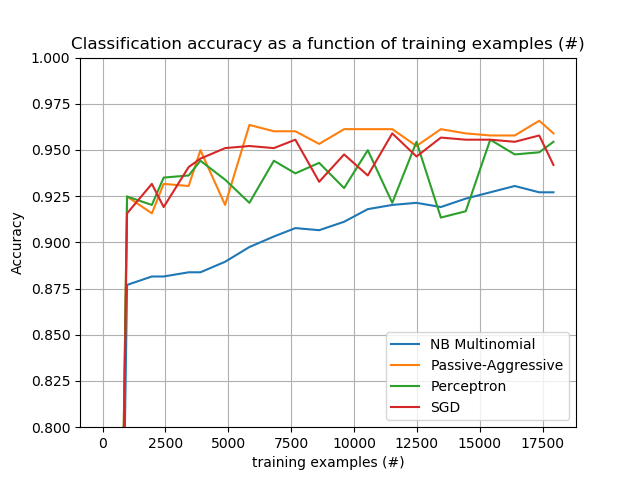 Classification accuracy as a function of training examples (#)
1.000
0.975
0.950
0.925
0.900
0.875
0.850
0.825
0.800
Accuracy
NB Multinomial
Passive-Aggressive
Perceptron
SGD
0 2500 5000 7500 10000 12500 15000 17500
training examples (#)